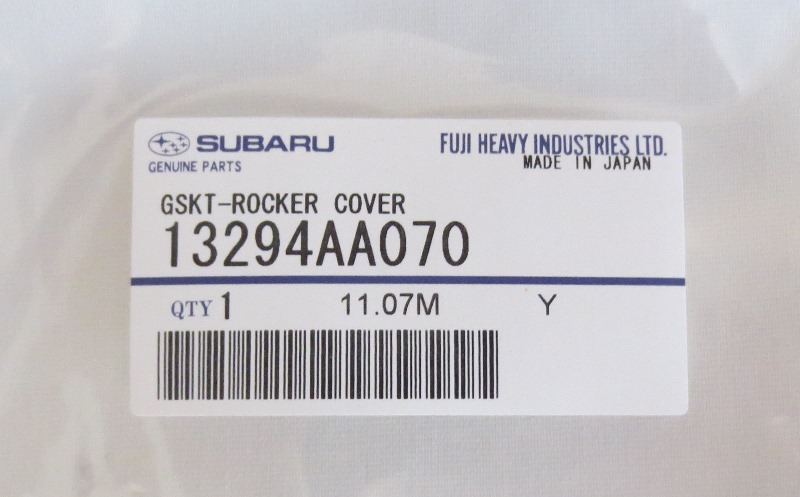 SUBARU
GENUINE PARTS
FUJI HEAVY INDUSTRIES LTD.
MADE IN JAPAN
GSKT-ROCKER COVER
13294AA070
QTY 1 11.07M Y